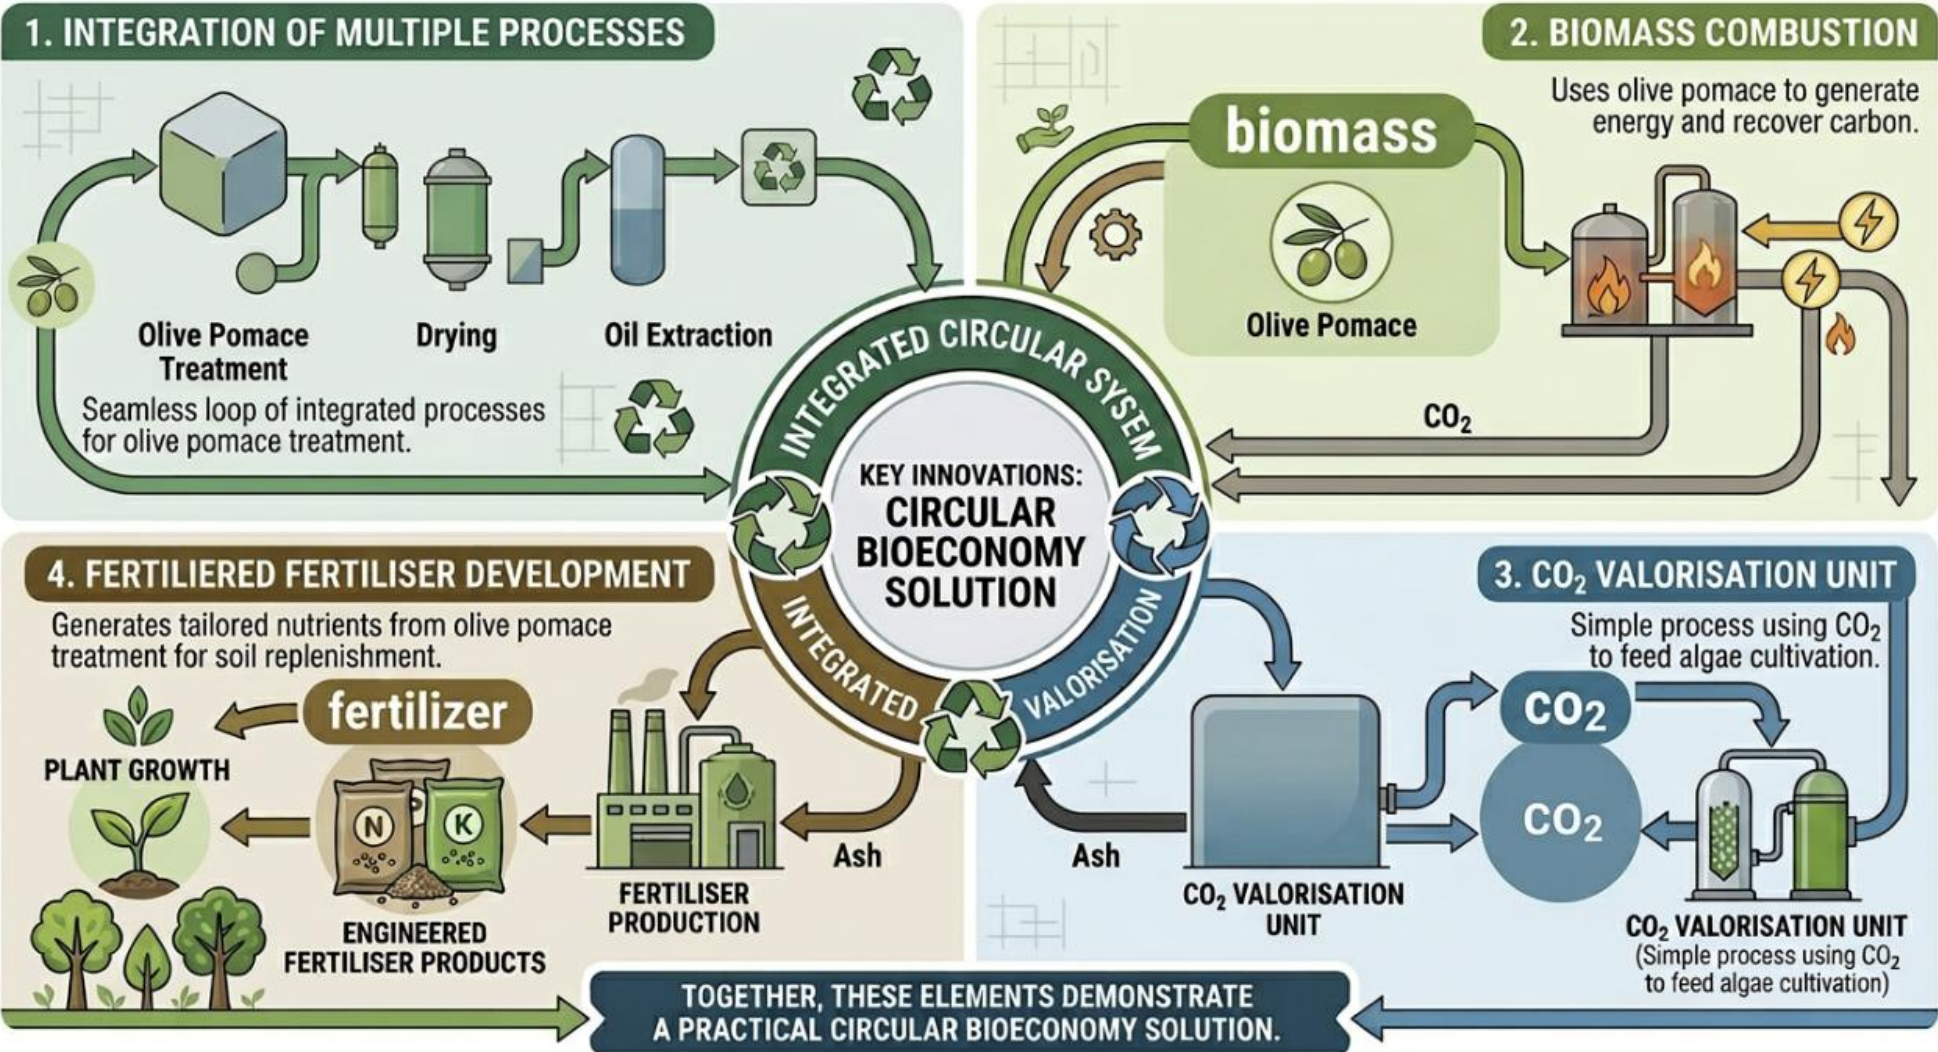 1. INTEGRATION OF MULTIPLE PROCESSES
Olive Pomace
Treatment
Drying
Oil Extraction
Seamless loop of integrated processes
for olive pomace treatment.
2. BIOMASS COMBUSTION
Uses olive pomace to generate
energy and recover carbon.
biomass
Olive Pomace
CO₂
INTEGRATED CIRCULAR SYSTEM
KEY INNOVATIONS:
CIRCULAR
BIOECONOMY
SOLUTION
INTEGRATED
VALORISATION
3. CO₂ VALORISATION UNIT
Simple process using CO₂
to feed algae cultivation.
CO₂
CO₂
Ash
CO₂ VALORISATION
UNIT
CO₂ VALORISATION UNIT
(Simple process using CO₂
to feed algae cultivation)
4. FERTILIERED FERTILISER DEVELOPMENT
Generates tailored nutrients from olive pomace
treatment for soil replenishment.
fertilizer
PLANT GROWTH
N
K
Ash
FERTILISER
PRODUCTION
ENGINEERED
FERTILISER PRODUCTS
TOGETHER, THESE ELEMENTS DEMONSTRATE
A PRACTICAL CIRCULAR BIOECONOMY SOLUTION.